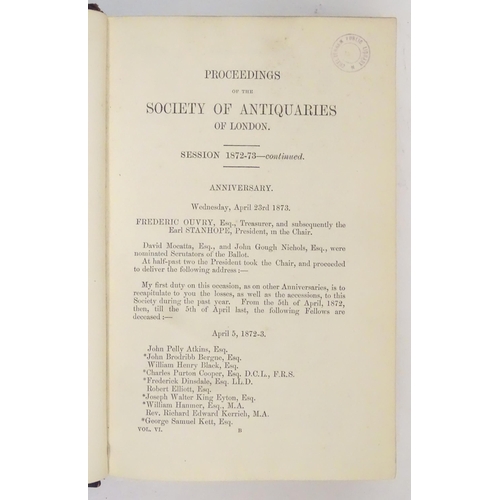 PROCEEDINGS
OF THE
SOCIETY OF ANTIQUARIES
OF LONDON.
SESSION 1872-73—continued.
ANNIVERSARY.
Wednesday, April 23rd 1873.
FREDERIC OUVRY, Esq., Treasurer, and subsequently the
Earl STANHOPE, President, in the Chair.
David Mocatta, Esq., and John Gough Nichols, Esq., were
nominated Scrutators of the Ballot.
At half-past two the President took the Chair, and proceeded
to deliver the following address :—
My first duty on this occasion, as on other Anniversaries, is to
recapitulate to you the losses, as well as the accessions, to this
Society during the past year. From the 5th of April, 1872,
then, till the 5th of April last, the following Fellows are
deceased :—
April 5, 1872-3.
John Pelly Atkins, Esq.
*John Brodribb Bergne, Esq.
William Henry Black, Esq.
*Charles Purton Cooper, Esq. D.C.L., F.R.S.
*Frederick Dinsdale, Esq. LL.D.
Robert Elliott, Esq.
*Joseph Walter King Eyton, Esq.
*William Hanmer, Esq., M.A.
Rev. Richard Edward Kerrich, M.A.
*George Samuel Kett, Esq.
VOL. VI. B